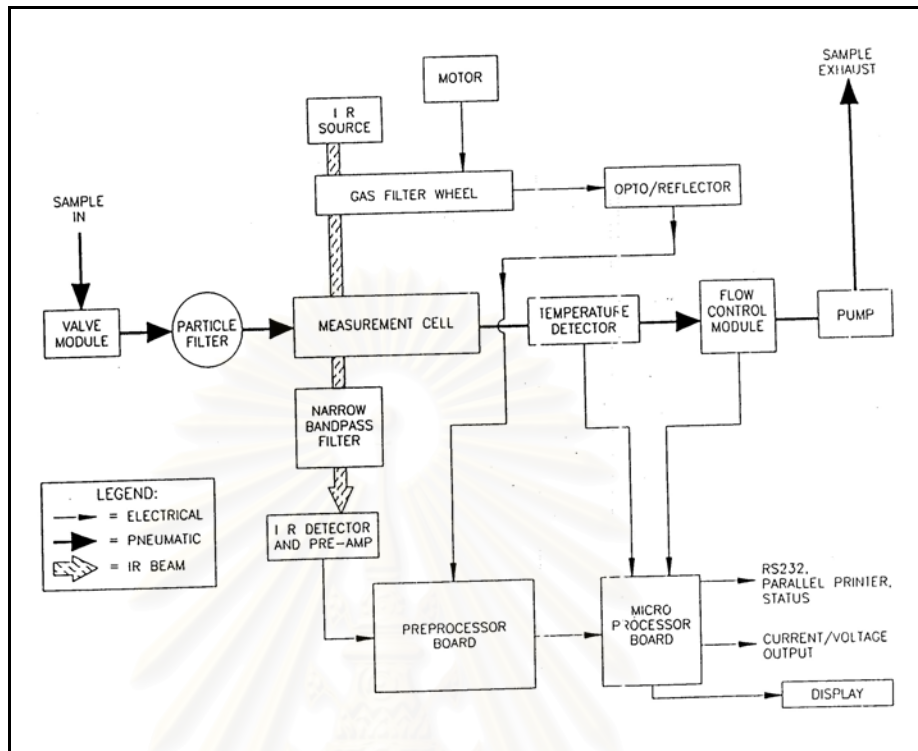 SAMPLE
EXHAUST
MOTOR
I R
SOURCE
GAS FILTER WHEEL
OPTO/REFLECTOR
SAMPLE
IN
VALVE
MODULE
PARTICLE
FILTER
MEASUREMENT CELL
TEMPERATURE
DETECTOR
FLOW
CONTROL
MODULE
PUMP
NARROW
BANDPASS
FILTER
LEGEND:
= ELECTRICAL
= PNEUMATIC
= IR BEAM
I R DETECTOR
AND PRE-AMP
PREPROCESSOR
BOARD
MICRO
PROCESSOR
BOARD
RS232,
PARALLEL PRINTER,
STATUS
CURRENT/VOLTAGE
OUTPUT
DISPLAY